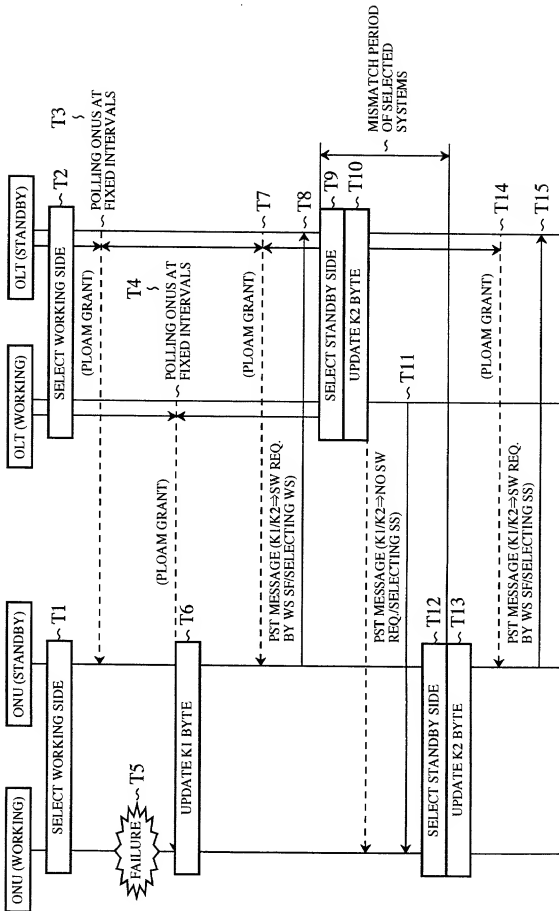 ONU (WORKING)
ONU (STANDBY)
OLT (WORKING)
OLT (STANDBY)
SELECT WORKING SIDE
T1
SELECT WORKING SIDE
T2
T3
POLLING ONUS AT
FIXED INTERVALS
(PLOAM GRANT)
T4
POLLING ONUS AT
FIXED INTERVALS
(PLOAM GRANT)
FAILURE
T5
UPDATE K1 BYTE
T6
(PLOAM GRANT)
T7
PST MESSAGE (K1/K2⇒SW REQ.
BY WS SF/SELECTING WS)
T8
SELECT STANDBY SIDE
T9
UPDATE K2 BYTE
T10
MISMATCH PERIOD
OF SELECTED
SYSTEMS
PST MESSAGE (K1/K2⇒NO SW
REQ./SELECTING SS)
T11
SELECT STANDBY SIDE
T12
UPDATE K2 BYTE
T13
(PLOAM GRANT)
T14
PST MESSAGE (K1/K2⇒SW REQ.
BY WS SF/SELECTING SS)
T15